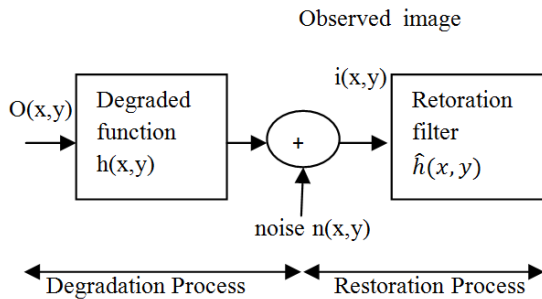 Observed image
O(x,y)
Degraded
function
h(x,y)
+
i(x,y)
Retoration
filter
ĥ(x, y)
noise n(x,y)
Degradation Process
Restoration Process